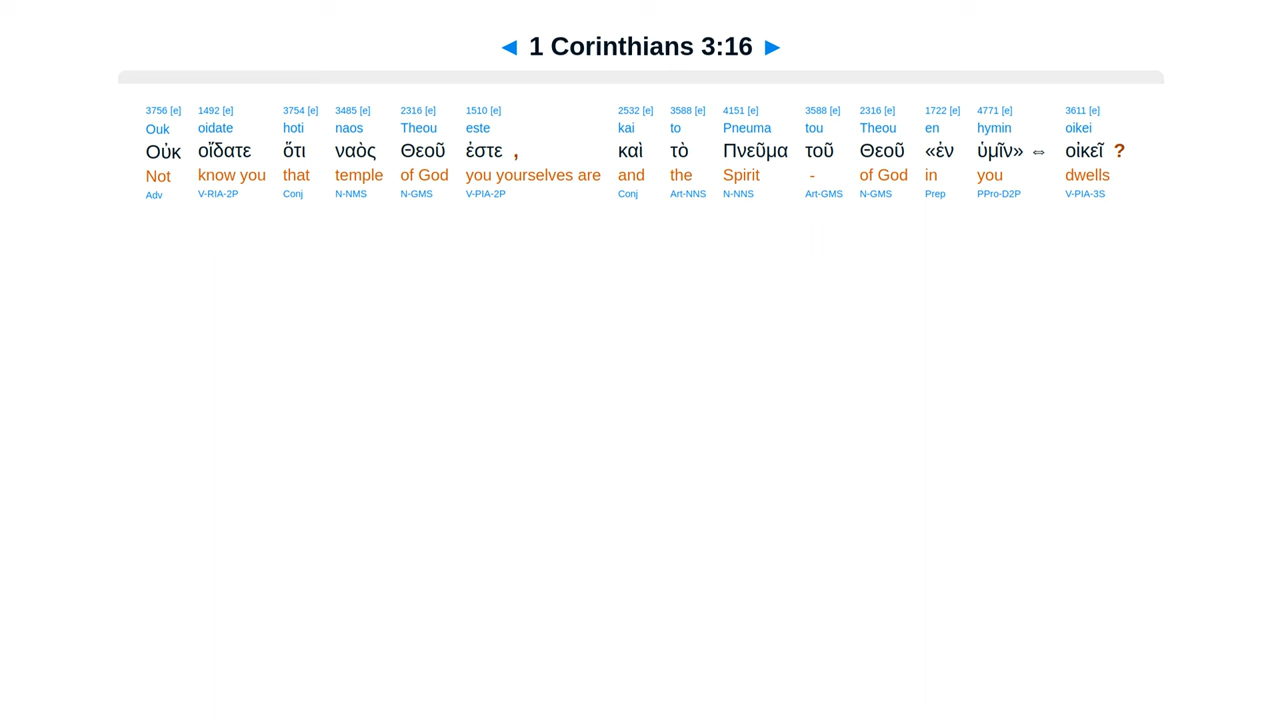 ◄ 1 Corinthians 3:16 ►
3756 [e] 1492 [e] 3754 [e] 3485 [e] 2316 [e] 1510 [e] 2532 [e] 3588 [e] 4151 [e] 3588 [e] 2316 [e] 1722 [e] 4771 [e] 3611 [e]
Ouk oidate hoti naos Theou este kai to Pneuma tou Theou en hymin oikei
Οὐκ οἴδατε ὅτι ναὸς Θεοῦ ἐστε , καὶ τὸ Πνεῦμα τοῦ Θεοῦ «ἐν ὑμῖν» ⇔ οἰκεῖ ?
Not know you that temple of God you yourselves are and the Spirit - of God in you dwells
Adv V-RIA-2P Conj N-NMS N-GMS V-PIA-2P Conj Art-NNS N-NNS Art-GMS N-GMS Prep PPro-D2P V-PIA-3S